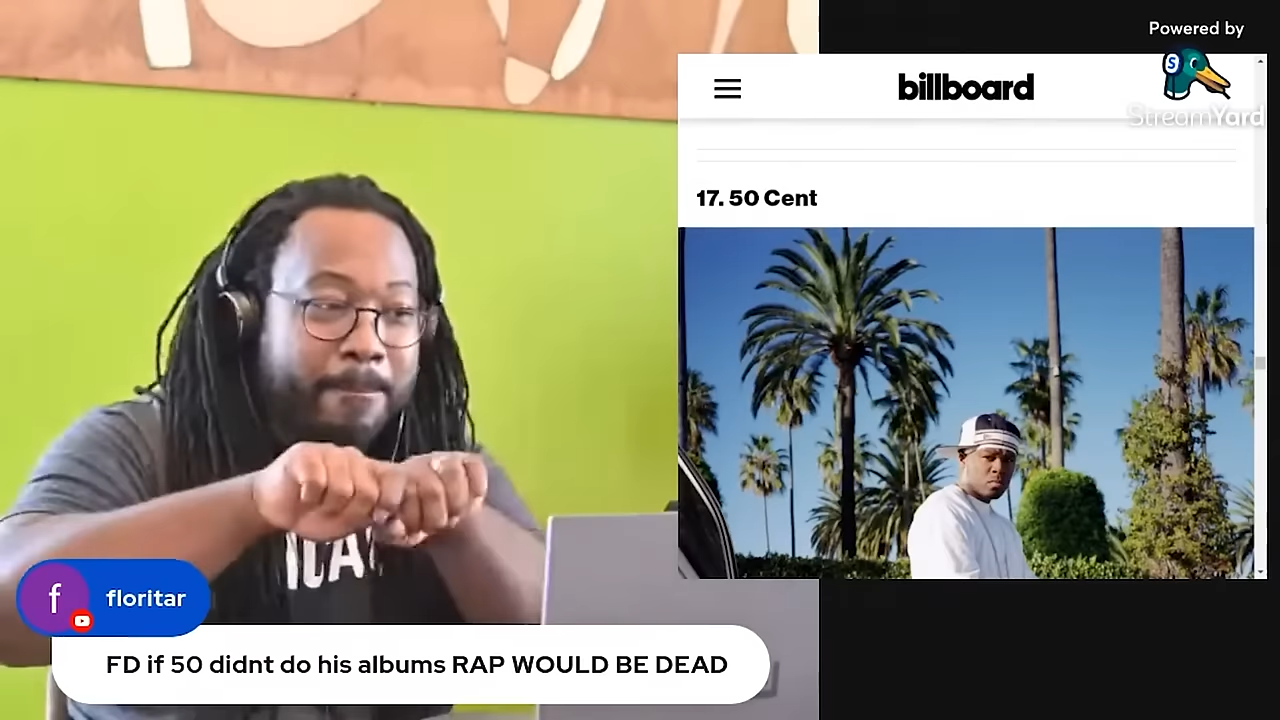 Powered by
StreamYard
billboard
17. 50 Cent
f floritar
FD if 50 didnt do his albums RAP WOULD BE DEAD